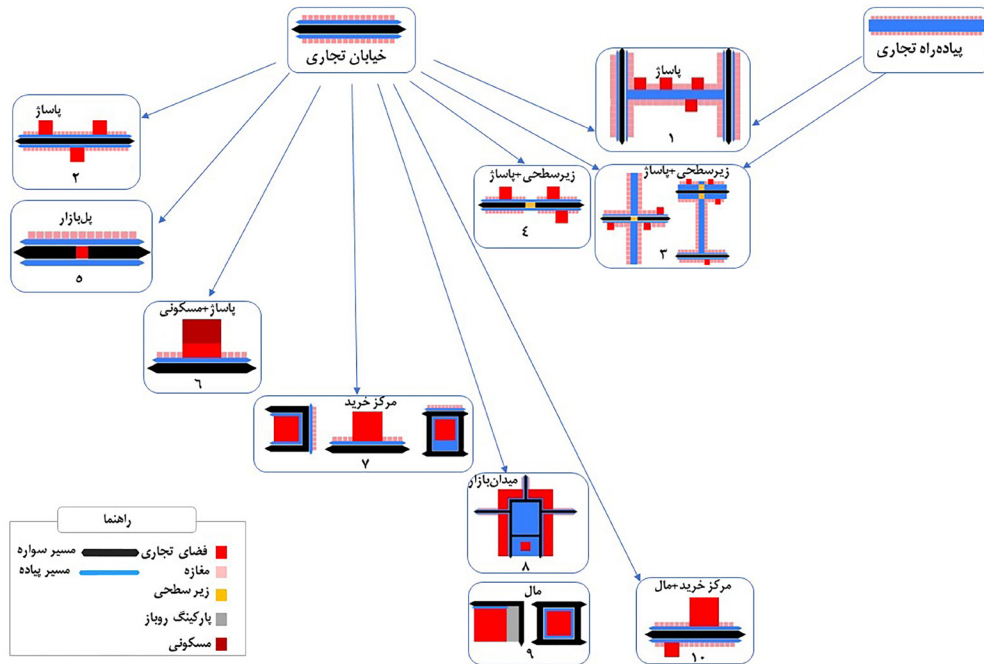 خیابان تجاری
پیاده‌راه تجاری
پاساژ
۱
پاساژ
۲
زیرسطحی+پاساژ
۳
زیرسطحی+پاساژ
٤
پل‌بازار
۵
پاساژ+مسکونی
۶
مرکز خرید
۷
میدان‌بازار
۸
مال
۹
مرکز خرید+مال
۱۰
راهنما
فضای تجاری
مسیر سواره
مغازه
مسیر پیاده
زیر سطحی
پارکینگ روباز
مسکونی